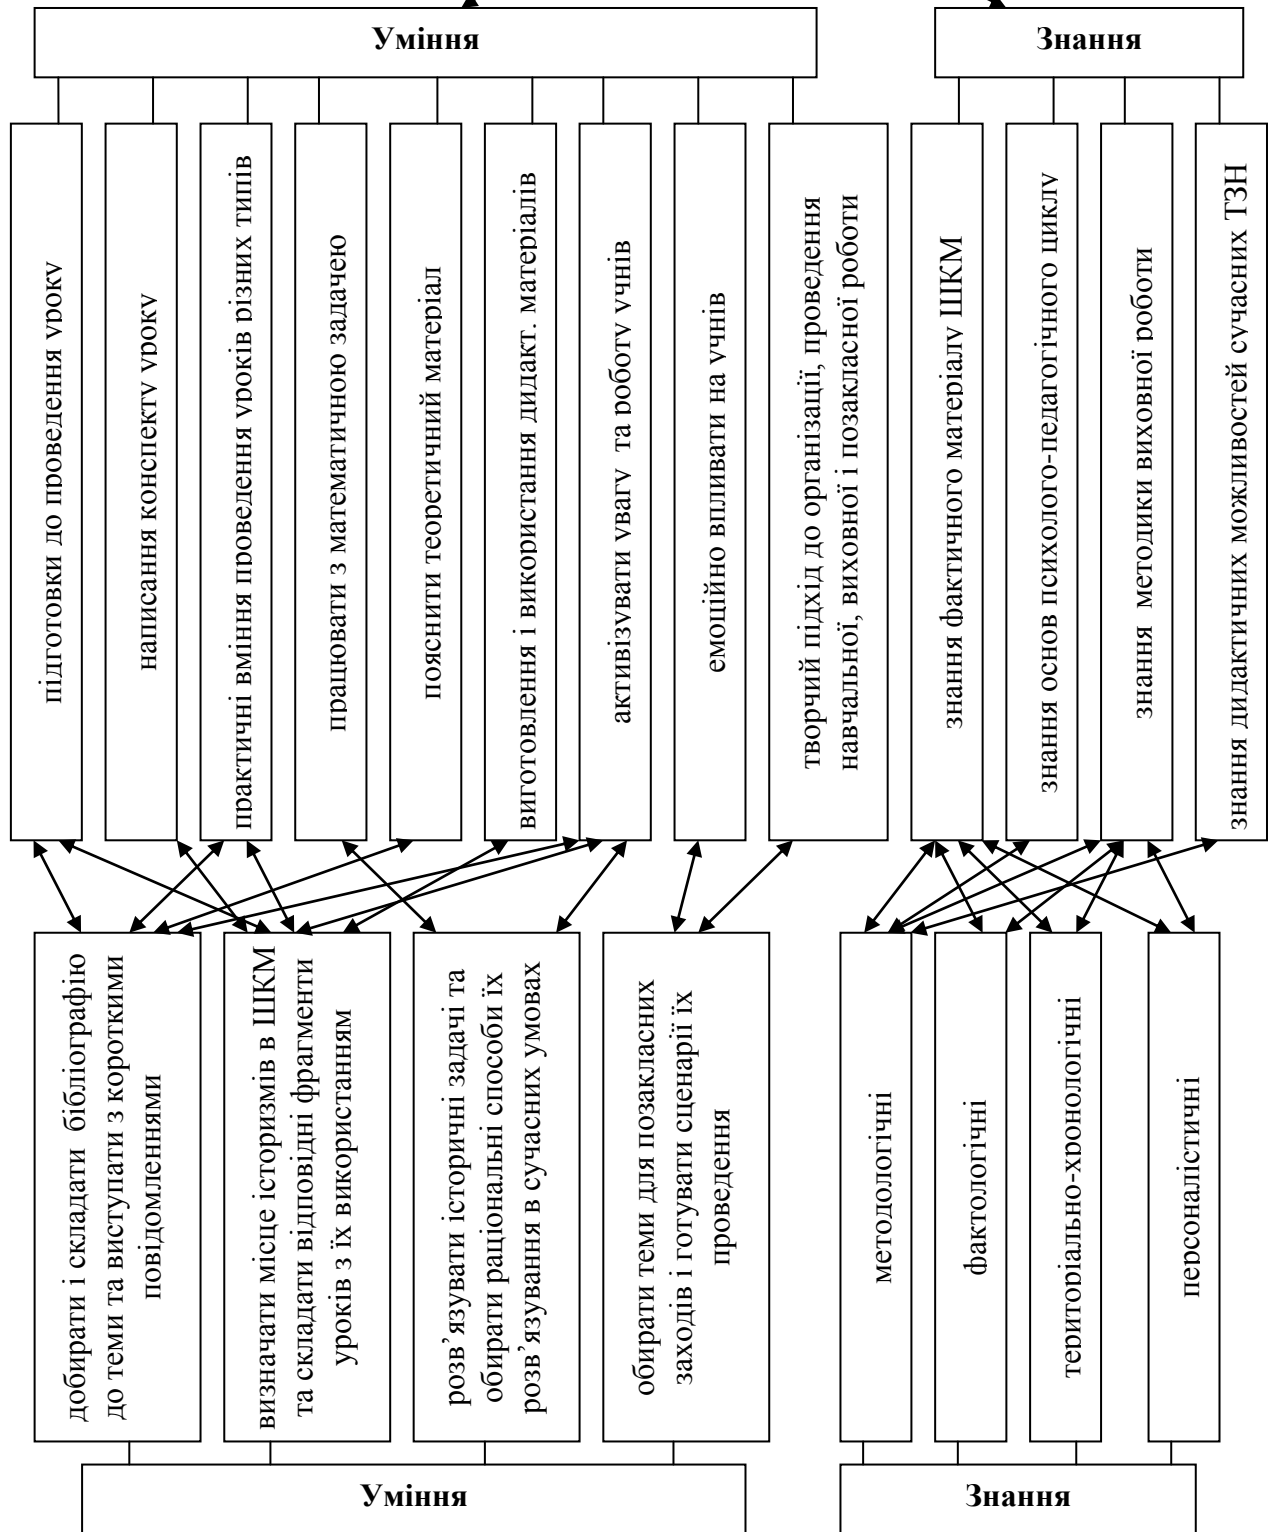 Уміння
Знання
підготовки до проведення уроку
написання конспекту уроку
практичні вміння проведення уроків різних типів
працювати з математичною задачею
пояснити теоретичний матеріал
виготовлення і використання дидакт. матеріалів
активізувати увагу та роботу учнів
емоційно впливати на учнів
творчий підхід до організації, проведення
навчальної, виховної і позакласної роботи
знання фактичного матеріалу ШКМ
знання основ психолого-педагогічного циклу
знання методики виховної роботи
знання дидактичних можливостей сучасних ТЗН
добирати і складати бібліографію
до теми та виступати з короткими
повідомленнями
визначати місце історизмів в ШКМ
та складати відповідні фрагменти
уроків з їх використанням
розв’язувати історичні задачі та
обирати раціональні способи їх
розв’язування в сучасних умовах
обирати теми для позакласних
заходів і готувати сценарії їх
проведення
методологічні
фактологічні
територіально-хронологічні
персоналістичні
Уміння
Знання